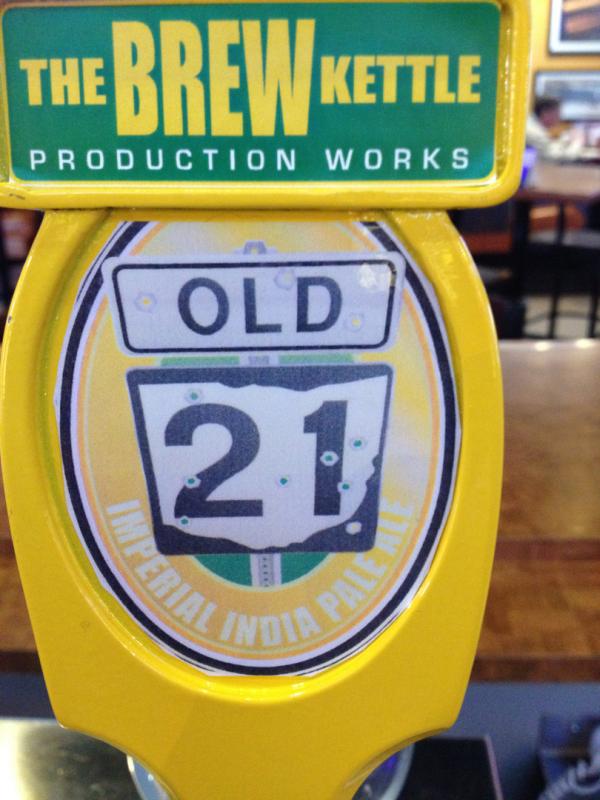 THE BREW KETTLE
PRODUCTION WORKS
OLD
21
IMPERIAL INDIA PALE ALE